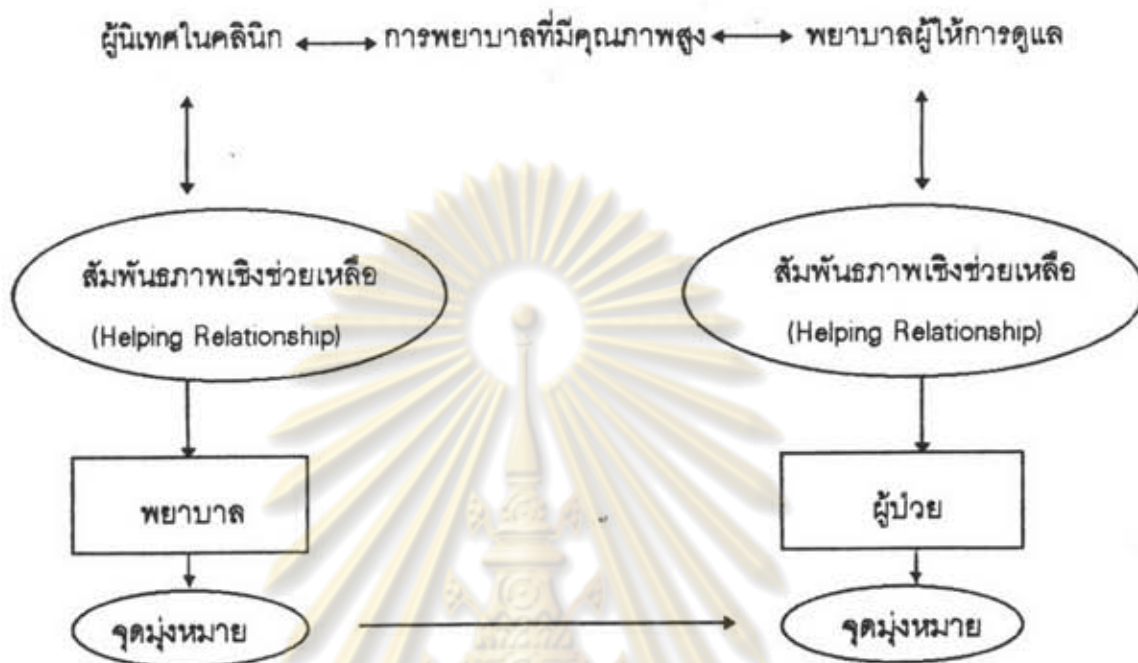 ผู้นิเทศในคลินิก การพยาบาลที่มีคุณภาพสูง พยาบาลผู้ให้การดูแล
สัมพันธภาพเชิงช่วยเหลือ สัมพันธภาพเชิงช่วยเหลือ
(Helping Relationship) (Helping Relationship)
พยาบาล ผู้ป่วย
จุดมุ่งหมาย จุดมุ่งหมาย